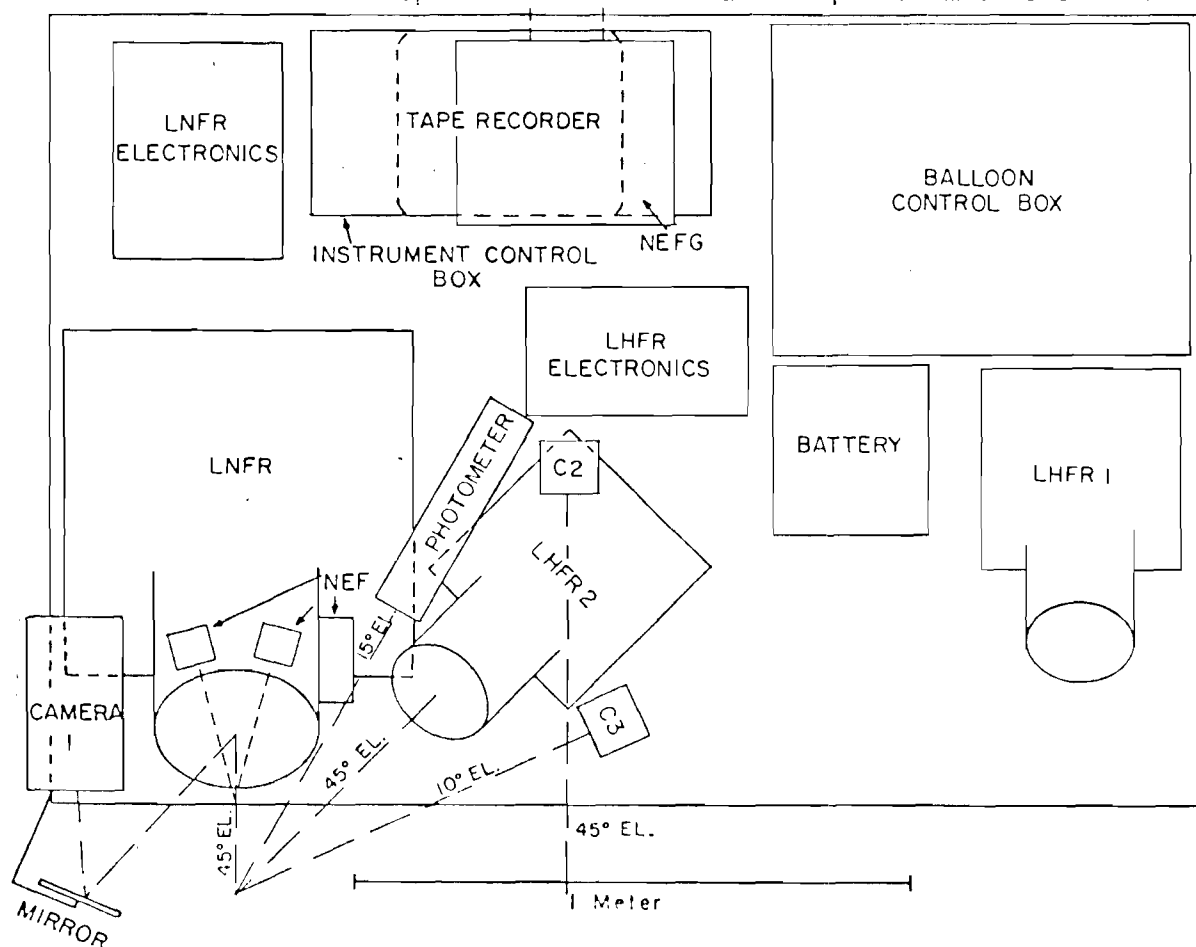 LNFR
ELECTRONICS
TAPE RECORDER
BALLOON
CONTROL BOX
NEFG
INSTRUMENT CONTROL
BOX
LHFR
ELECTRONICS
BATTERY
LHFR 1
LNFR
PHOTOMETER
C2
LHFR 2
NEF
15° EL.
CAMERA
C3
45° EL.
10° EL.
45° EL.
45° EL.
1 Meter
MIRROR